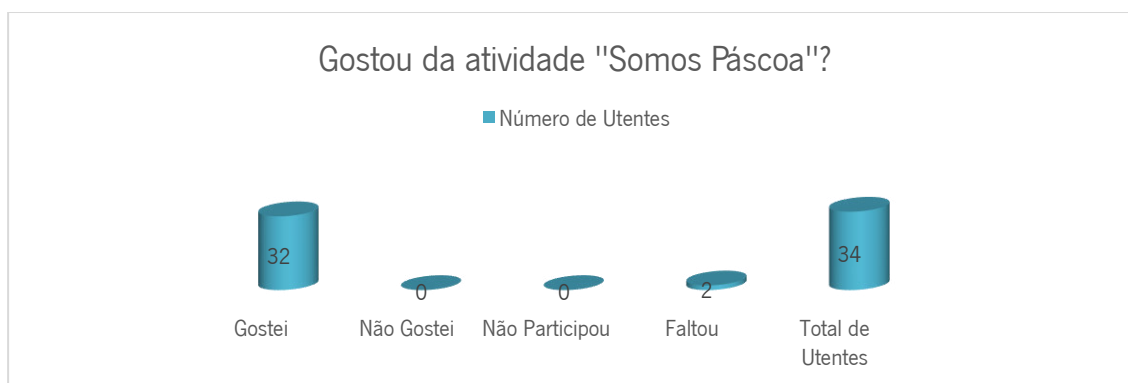 Gostou da atividade "Somos Páscoa"?
Número de Utentes
32
0
0
2
34
Gostei
Não Gostei
Não Participou
Faltou
Total de
Utentes